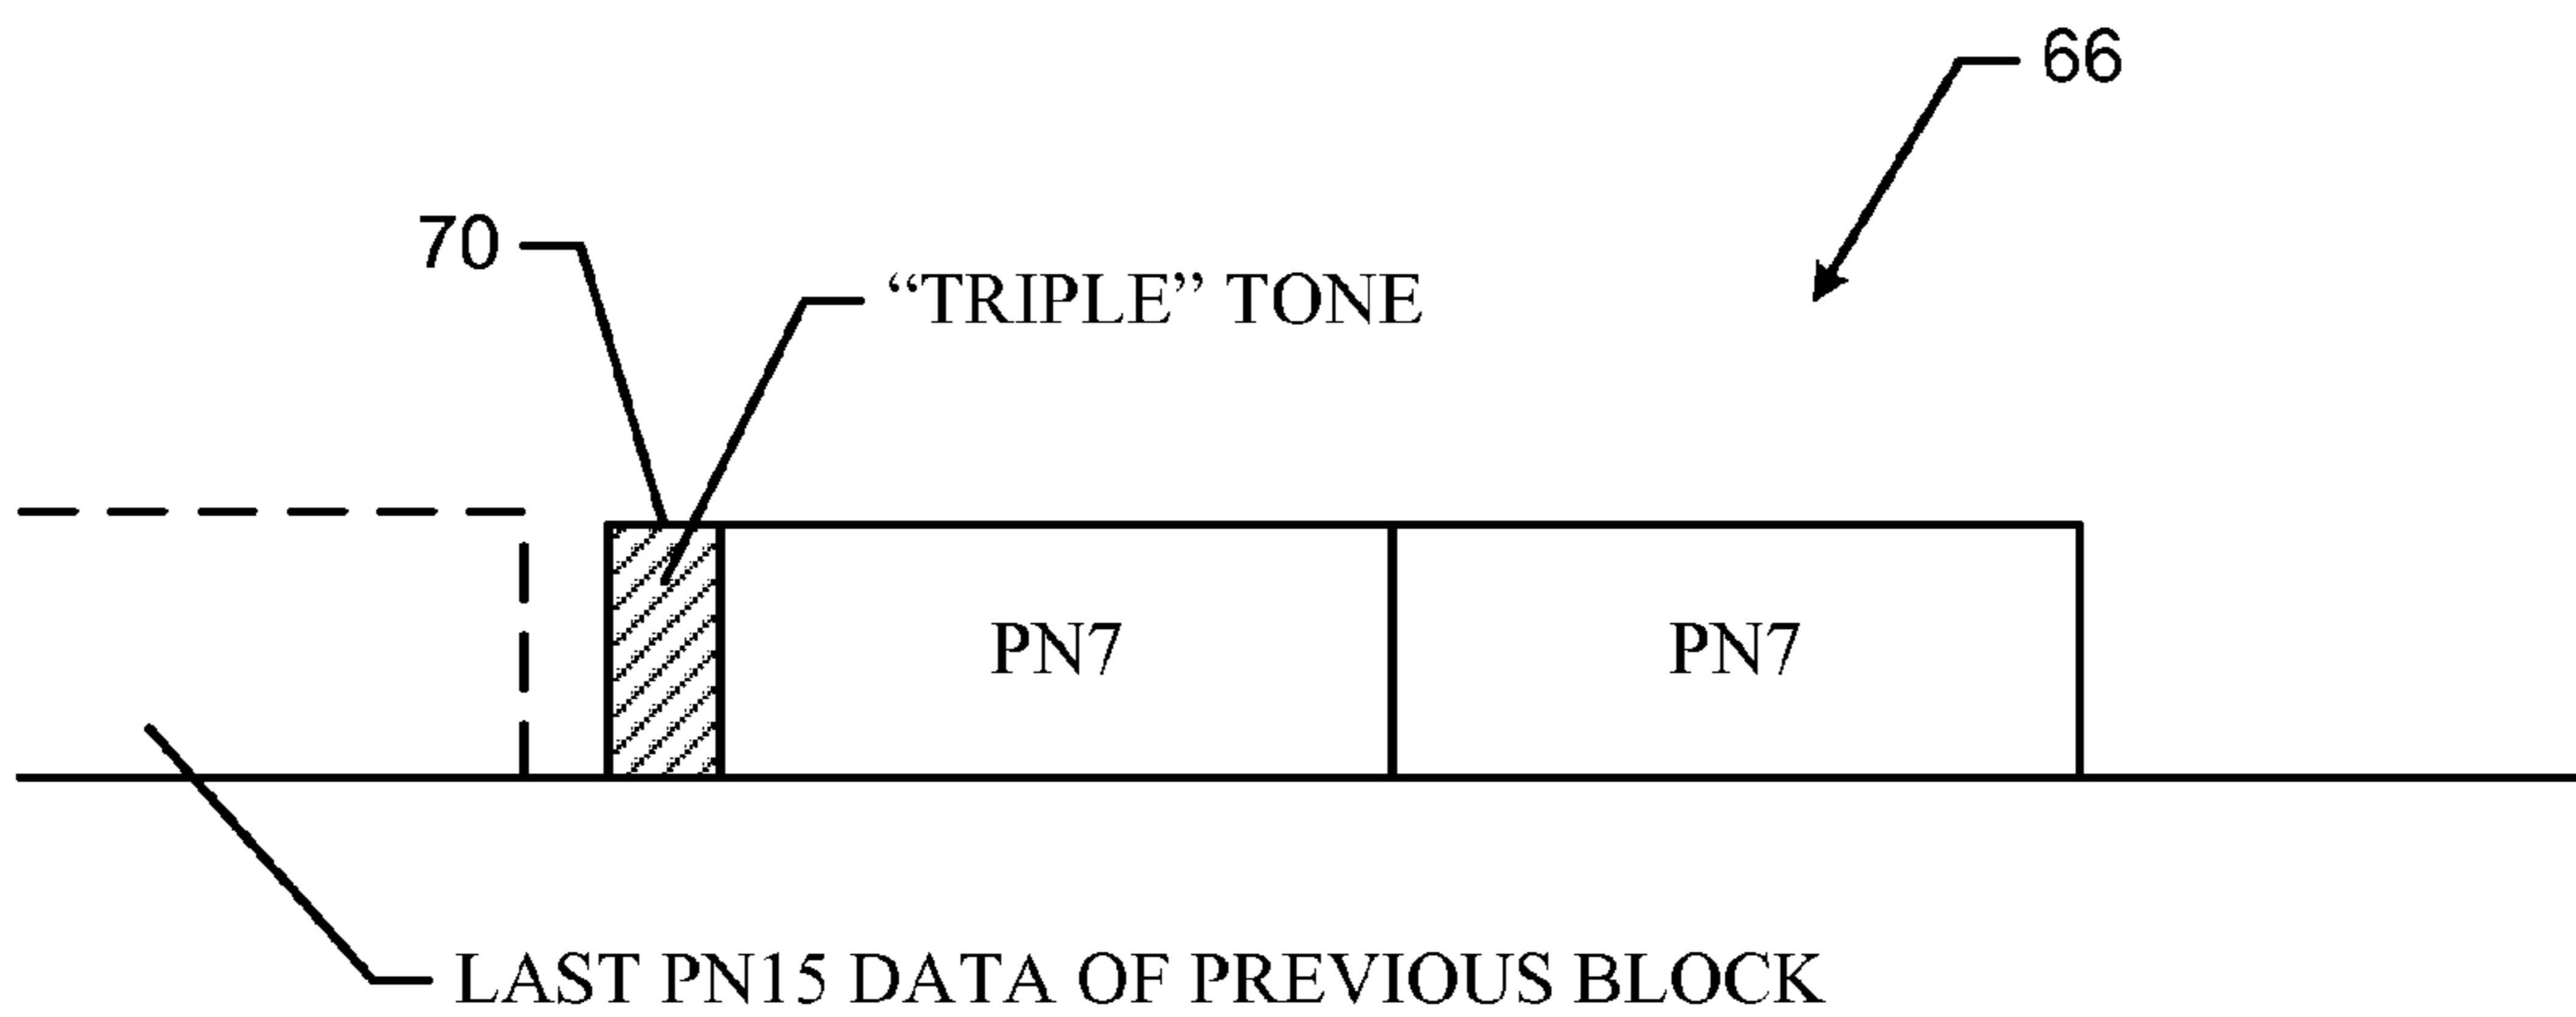 66
70
“TRIPLE” TONE
PN7
PN7
LAST PN15 DATA OF PREVIOUS BLOCK